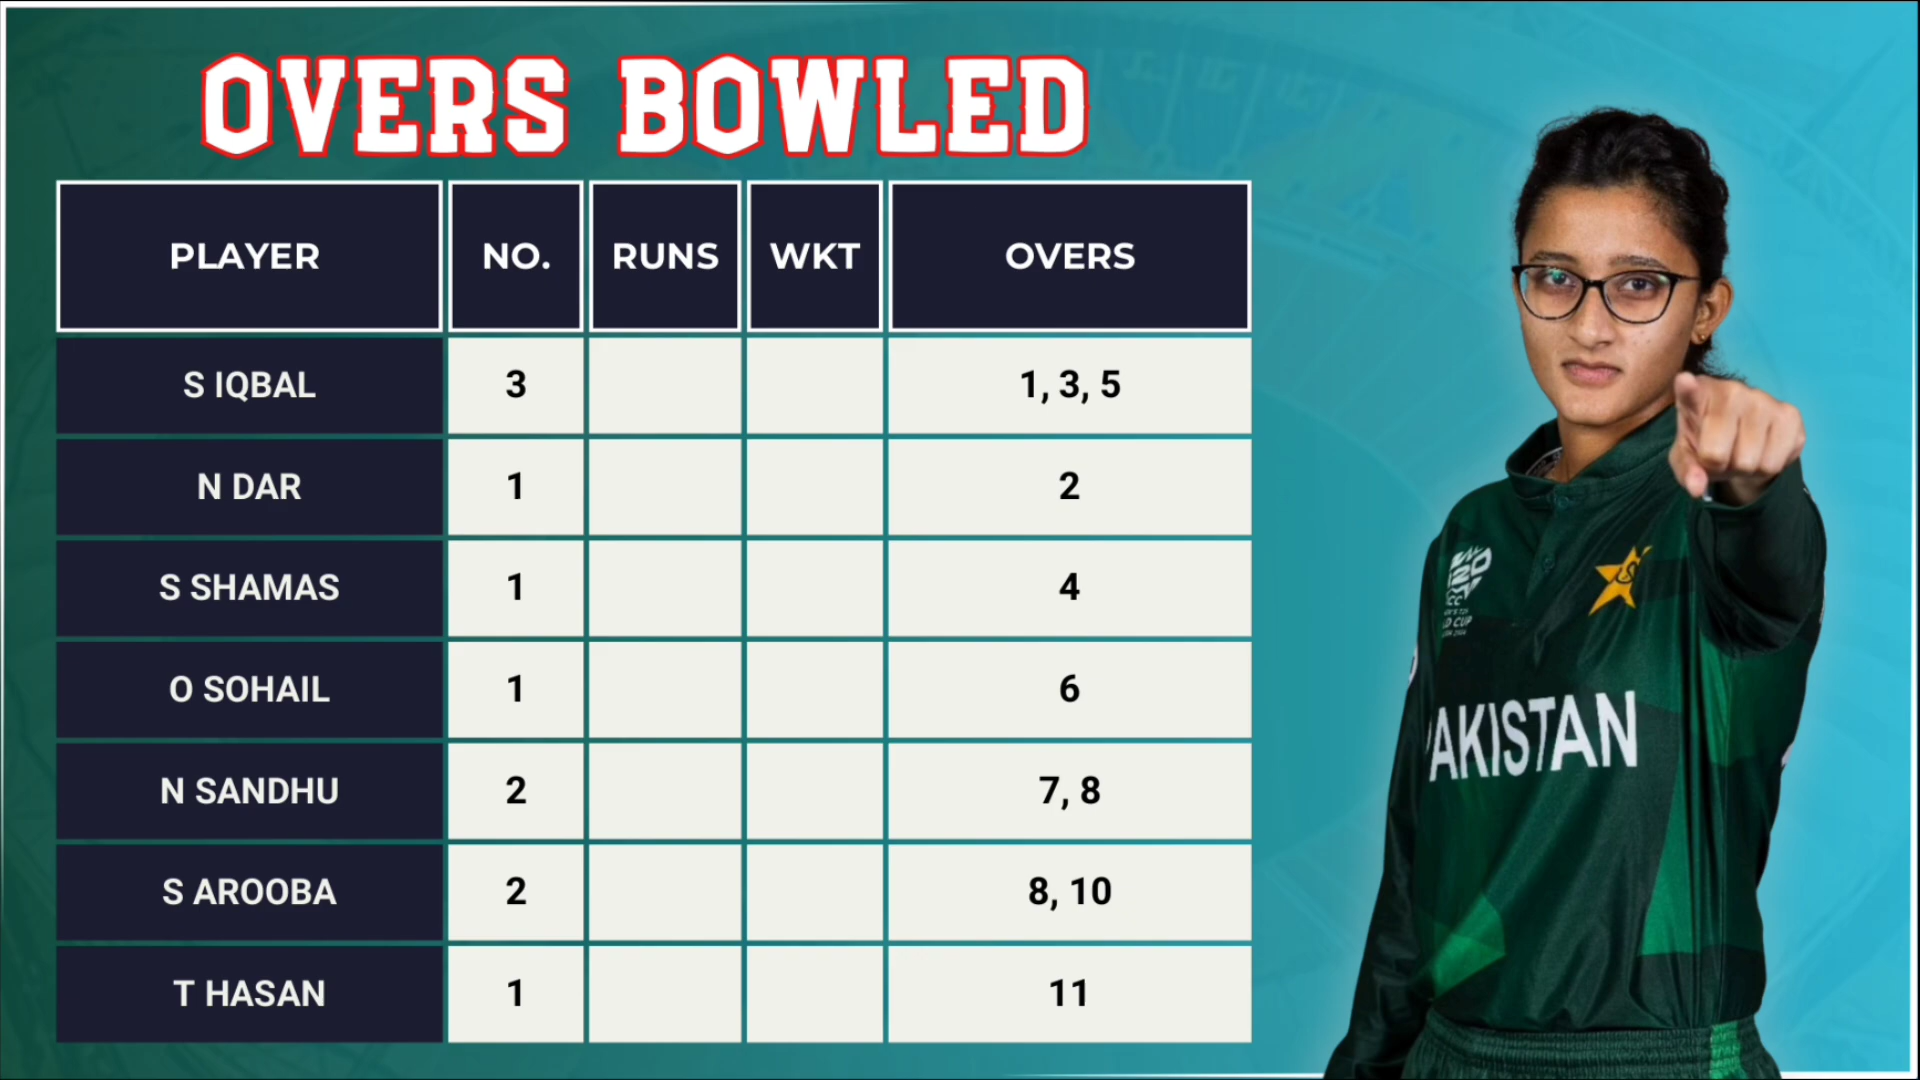 OVERS BOWLED
PLAYER NO. RUNS WKT OVERS
S IQBAL 3 1, 3, 5
N DAR 1 2
S SHAMAS 1 4
O SOHAIL 1 6
N SANDHU 2 7, 8
S AROOBA 2 8, 10
T HASAN 1 11
D CUP
AKISTAN